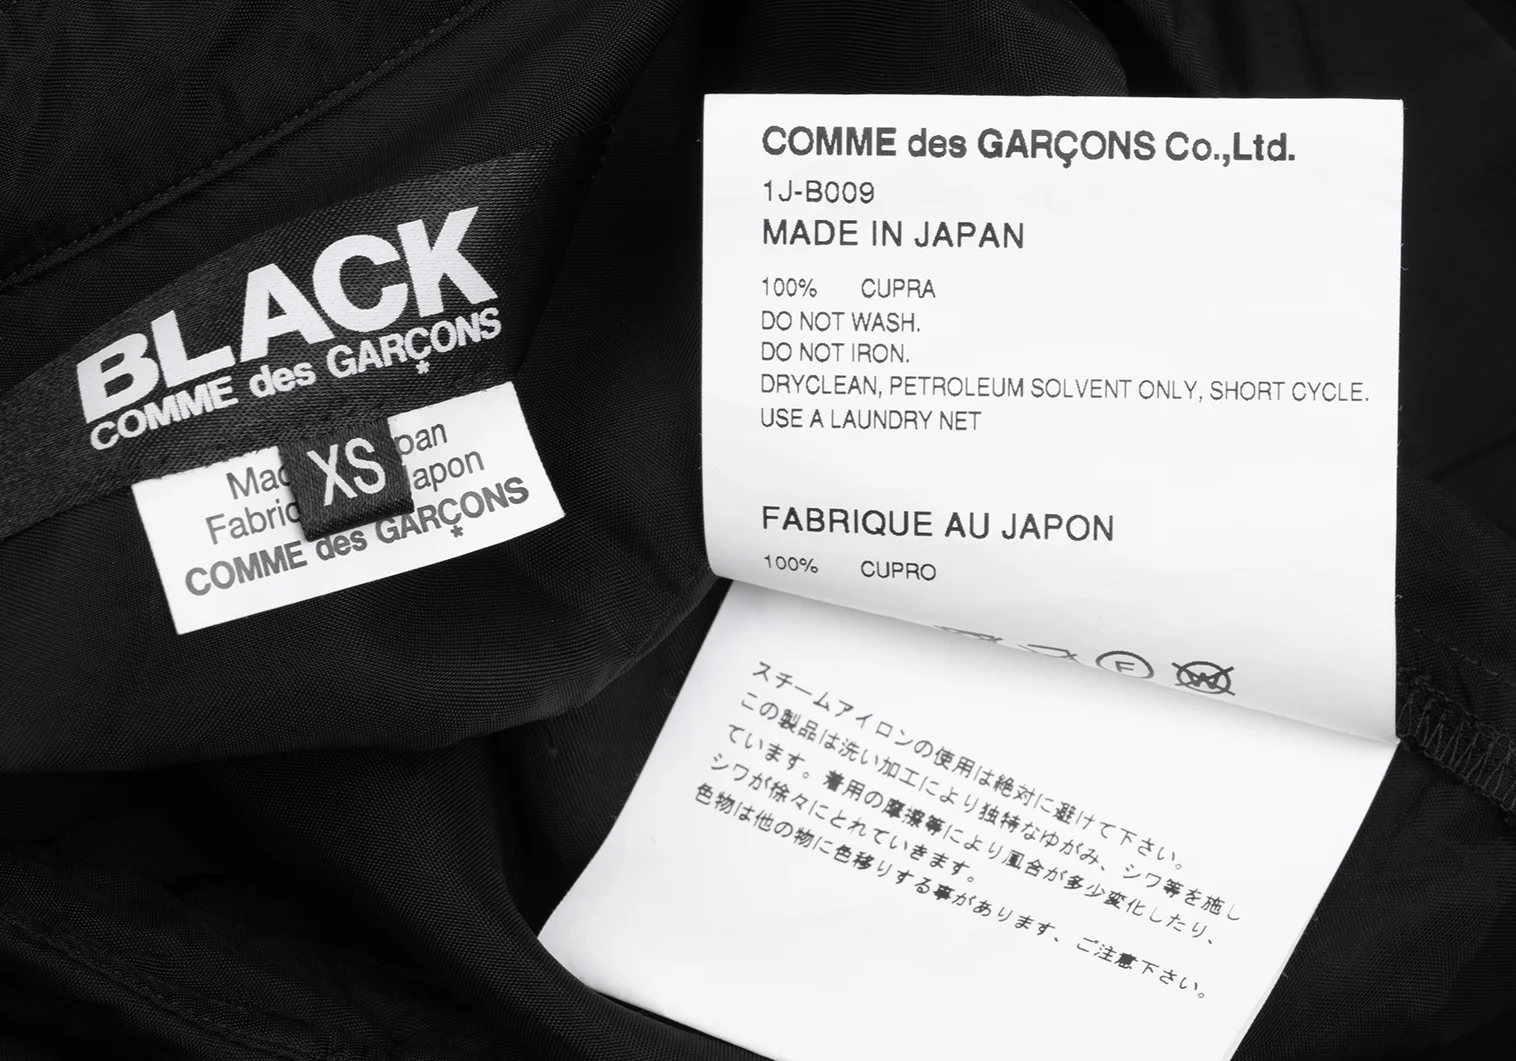 BLACK
COMME des GARÇONS
*
XS
COMME des GARÇONS
*
COMME des GARÇONS Co.,Ltd.
1J-B009
MADE IN JAPAN
100% CUPRA
DO NOT WASH.
DO NOT IRON.
DRYCLEAN, PETROLEUM SOLVENT ONLY, SHORT CYCLE.
USE A LAUNDRY NET
FABRIQUE AU JAPON
100% CUPRO
F
W
スチームアイロンの使用は絶対に避けて下さい。
この製品は洗い加工により独特なゆがみ、シワ等を施し
ています。着用の摩擦等により風合が多少変化したり、
シワが徐々にとれていきます。
色物は他の物に色移りする事があります、ご注意下さい。